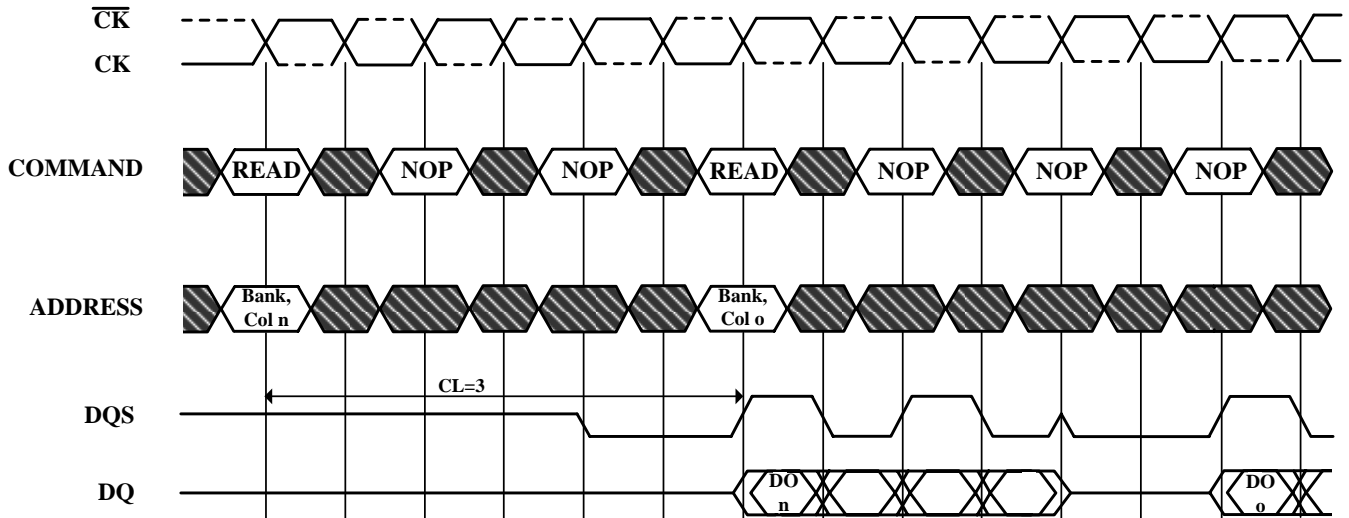 CK
CK
COMMAND READ NOP NOP READ NOP NOP NOP
ADDRESS Bank, Col n Bank, Col o
CL=3
DQS
DQ DO n DO o